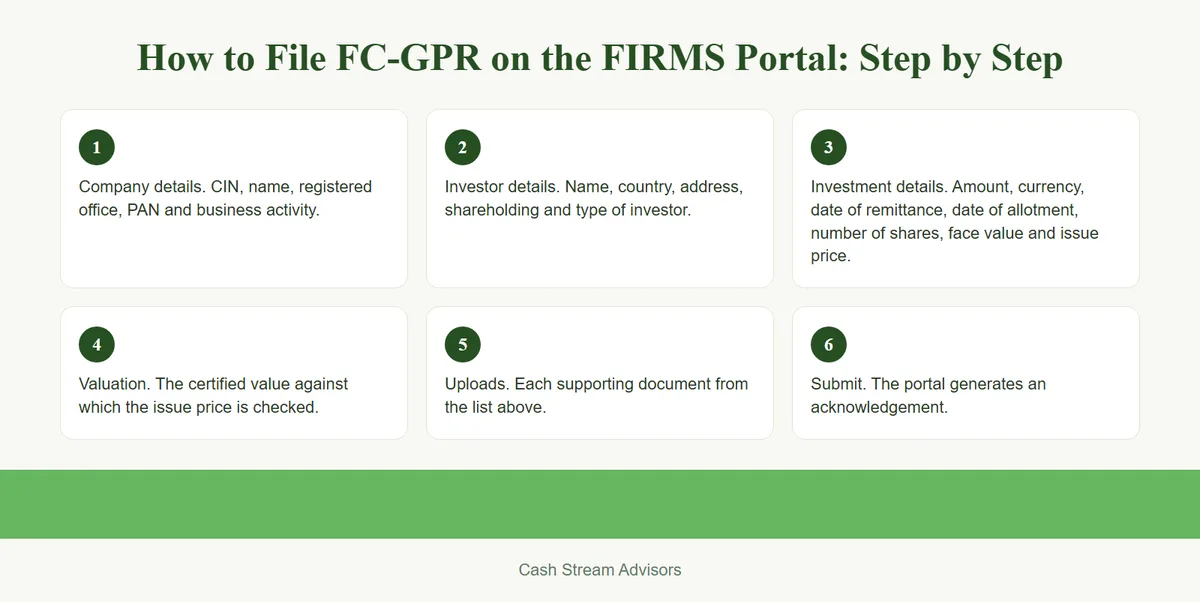 How to File FC-GPR on the FIRMS Portal: Step by Step
1
Company details. CIN, name, registered
office, PAN and business activity.
2
Investor details. Name, country, address,
shareholding and type of investor.
3
Investment details. Amount, currency,
date of remittance, date of allotment,
number of shares, face value and issue
price.
4
Valuation. The certified value against
which the issue price is checked.
5
Uploads. Each supporting document from
the list above.
6
Submit. The portal generates an
acknowledgement.
Cash Stream Advisors